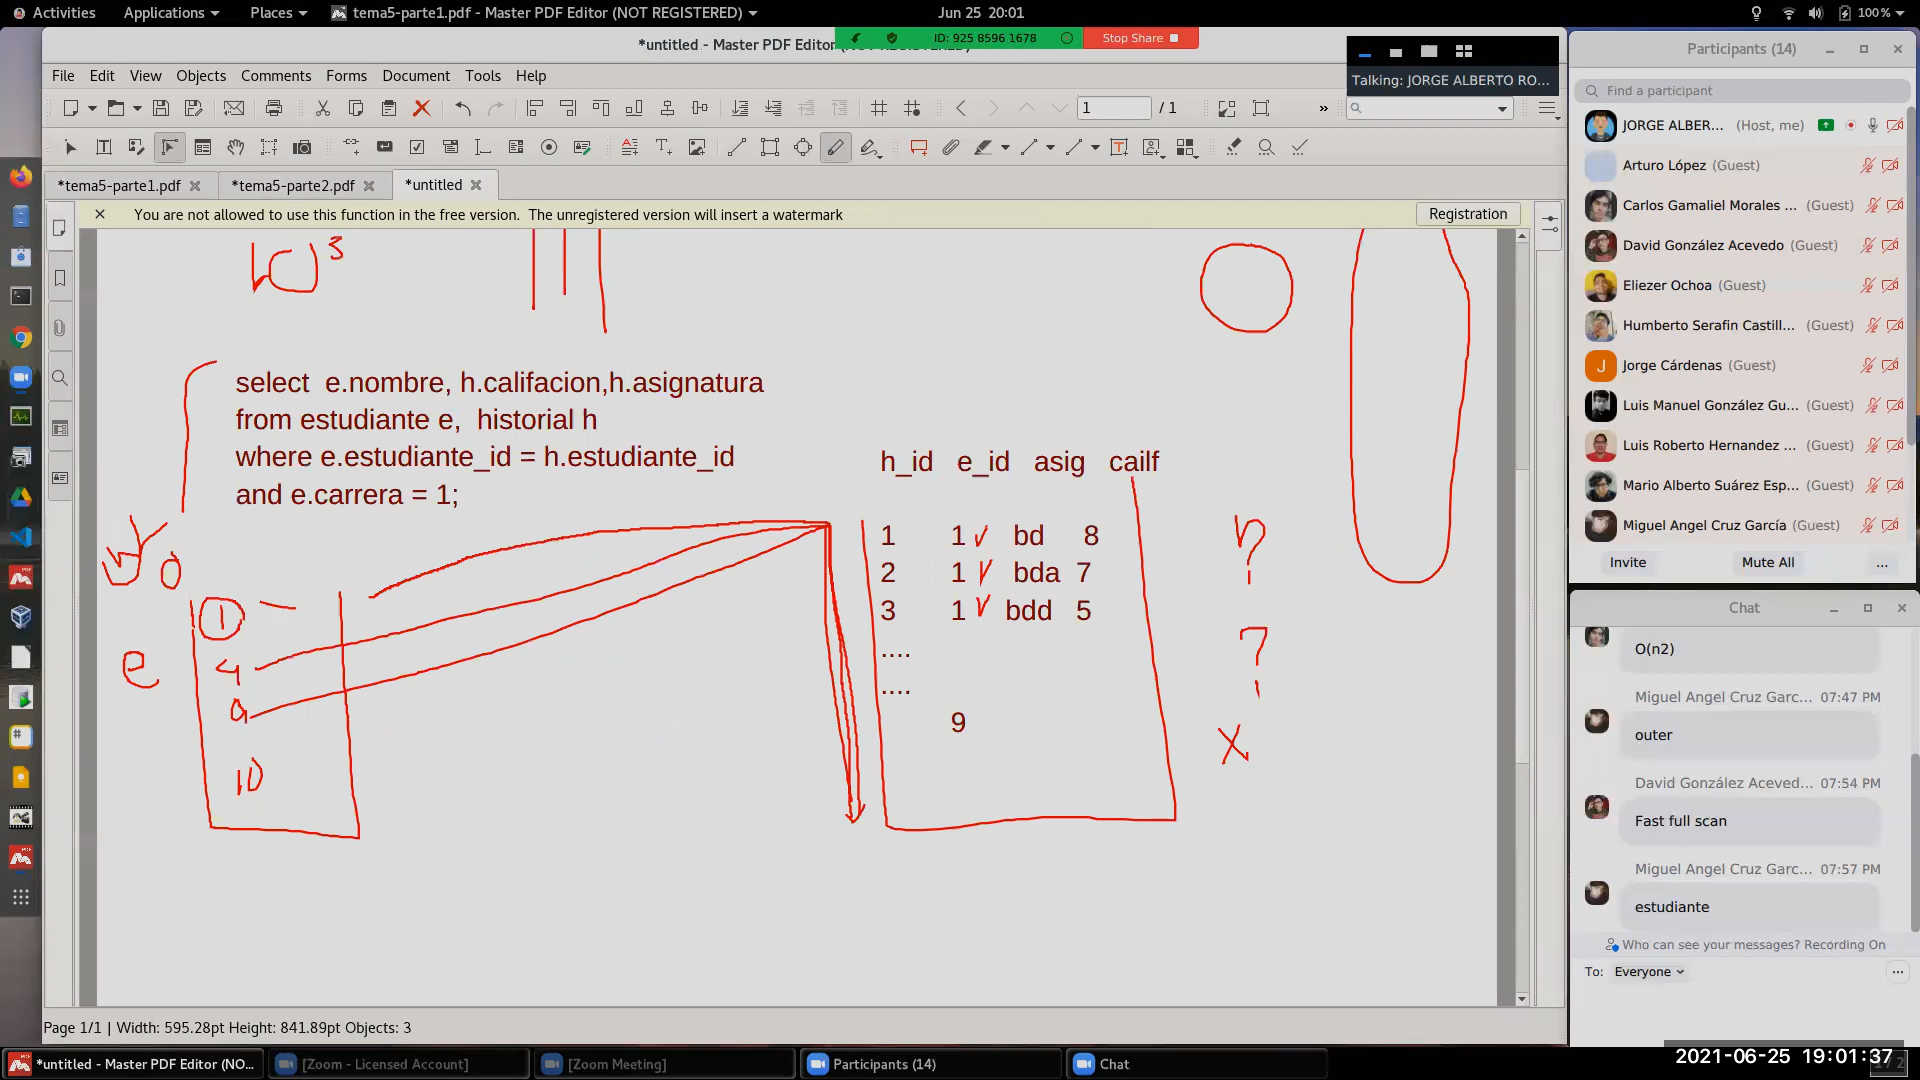 Activities
Applications
Places
tema5-parte1.pdf - Master PDF Editor (NOT REGISTERED)
Jun 25 20:01
100%
*untitled - Master PDF Editor
ID: 925 8596 1678
Stop Share
Talking: JORGE ALBERTO RO...
File Edit View Objects Comments Forms Document Tools Help
1 / 1
*tema5-parte1.pdf
*tema5-parte2.pdf
*untitled
You are not allowed to use this function in the free version. The unregistered version will insert a watermark
Registration
3
select e.nombre, h.califacion,h.asignatura
from estudiante e, historial h
where e.estudiante_id = h.estudiante_id
and e.carrera = 1;
h_id e_id asig cailf
1 1 bd 8
2 1 bda 7
3 1 bdd 5
....
....
9
0
e
1
4
9
10
?
?
X
Page 1/1 | Width: 595.28pt Height: 841.89pt Objects: 3
Participants (14)
Find a participant
JORGE ALBER... (Host, me)
Arturo López (Guest)
Carlos Gamaliel Morales ... (Guest)
David González Acevedo (Guest)
Eliezer Ochoa (Guest)
Humberto Serafin Castill... (Guest)
J Jorge Cárdenas (Guest)
Luis Manuel González Gu... (Guest)
Luis Roberto Hernandez ... (Guest)
Mario Alberto Suárez Esp... (Guest)
Miguel Angel Cruz García (Guest)
Invite
Mute All
...
Chat
O(n2)
Miguel Angel Cruz Garc... 07:47 PM
outer
David González Aceved... 07:54 PM
Fast full scan
Miguel Angel Cruz Garc... 07:57 PM
estudiante
Who can see your messages? Recording On
To: Everyone
*untitled - Master PDF Editor (NO...
[Zoom - Licensed Account]
[Zoom Meeting]
Participants (14)
Chat
2021-06-25 19:01:37